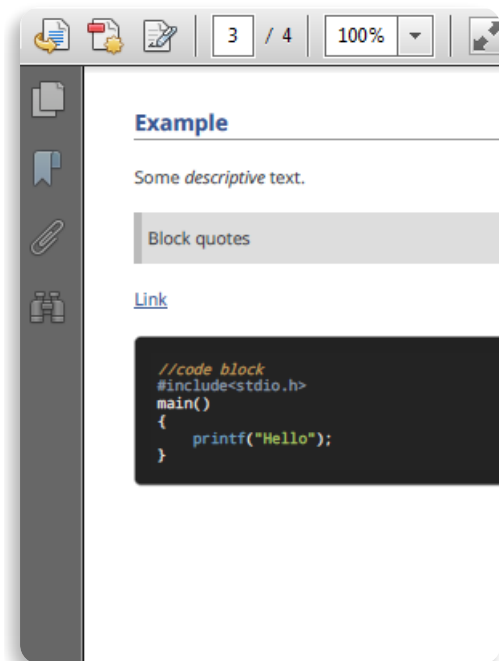 3 / 4 100%
Example
Some descriptive text.
Block quotes
Link
//code block
#include<stdio.h>
main()
{
    printf("Hello");
}